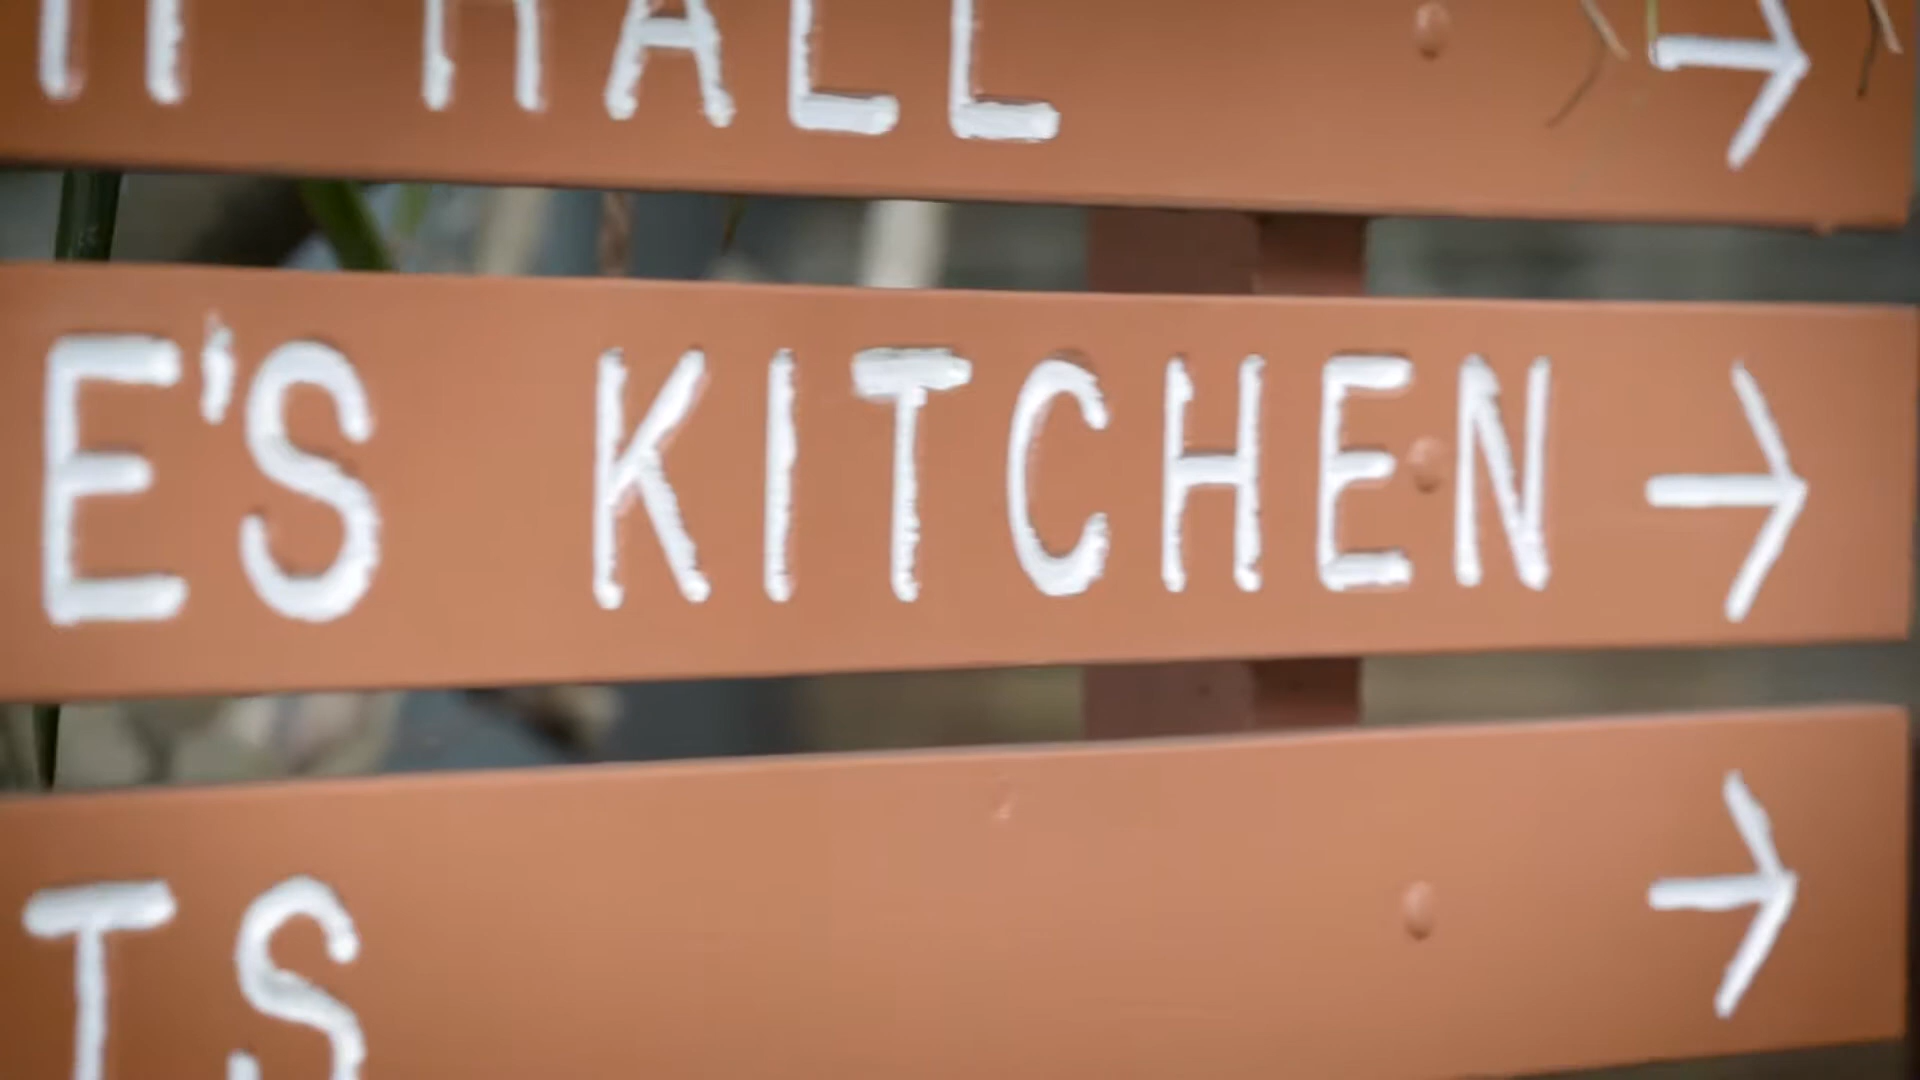 HALL →
E'S KITCHEN →
TS →